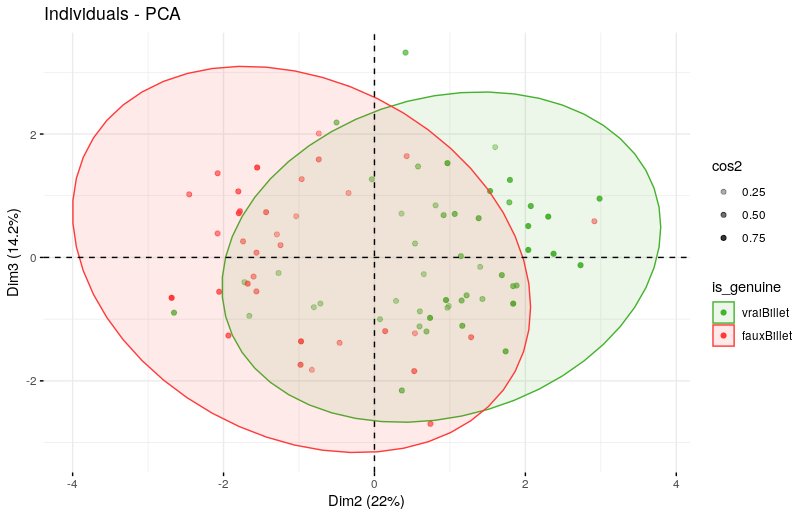 Individuals - PCA
2
0
-2
-4
-2
0
2
4
Dim3 (14.2%)
Dim2 (22%)
cos2
0.25
0.50
0.75
is_genuine
vraiBillet
fauxBillet